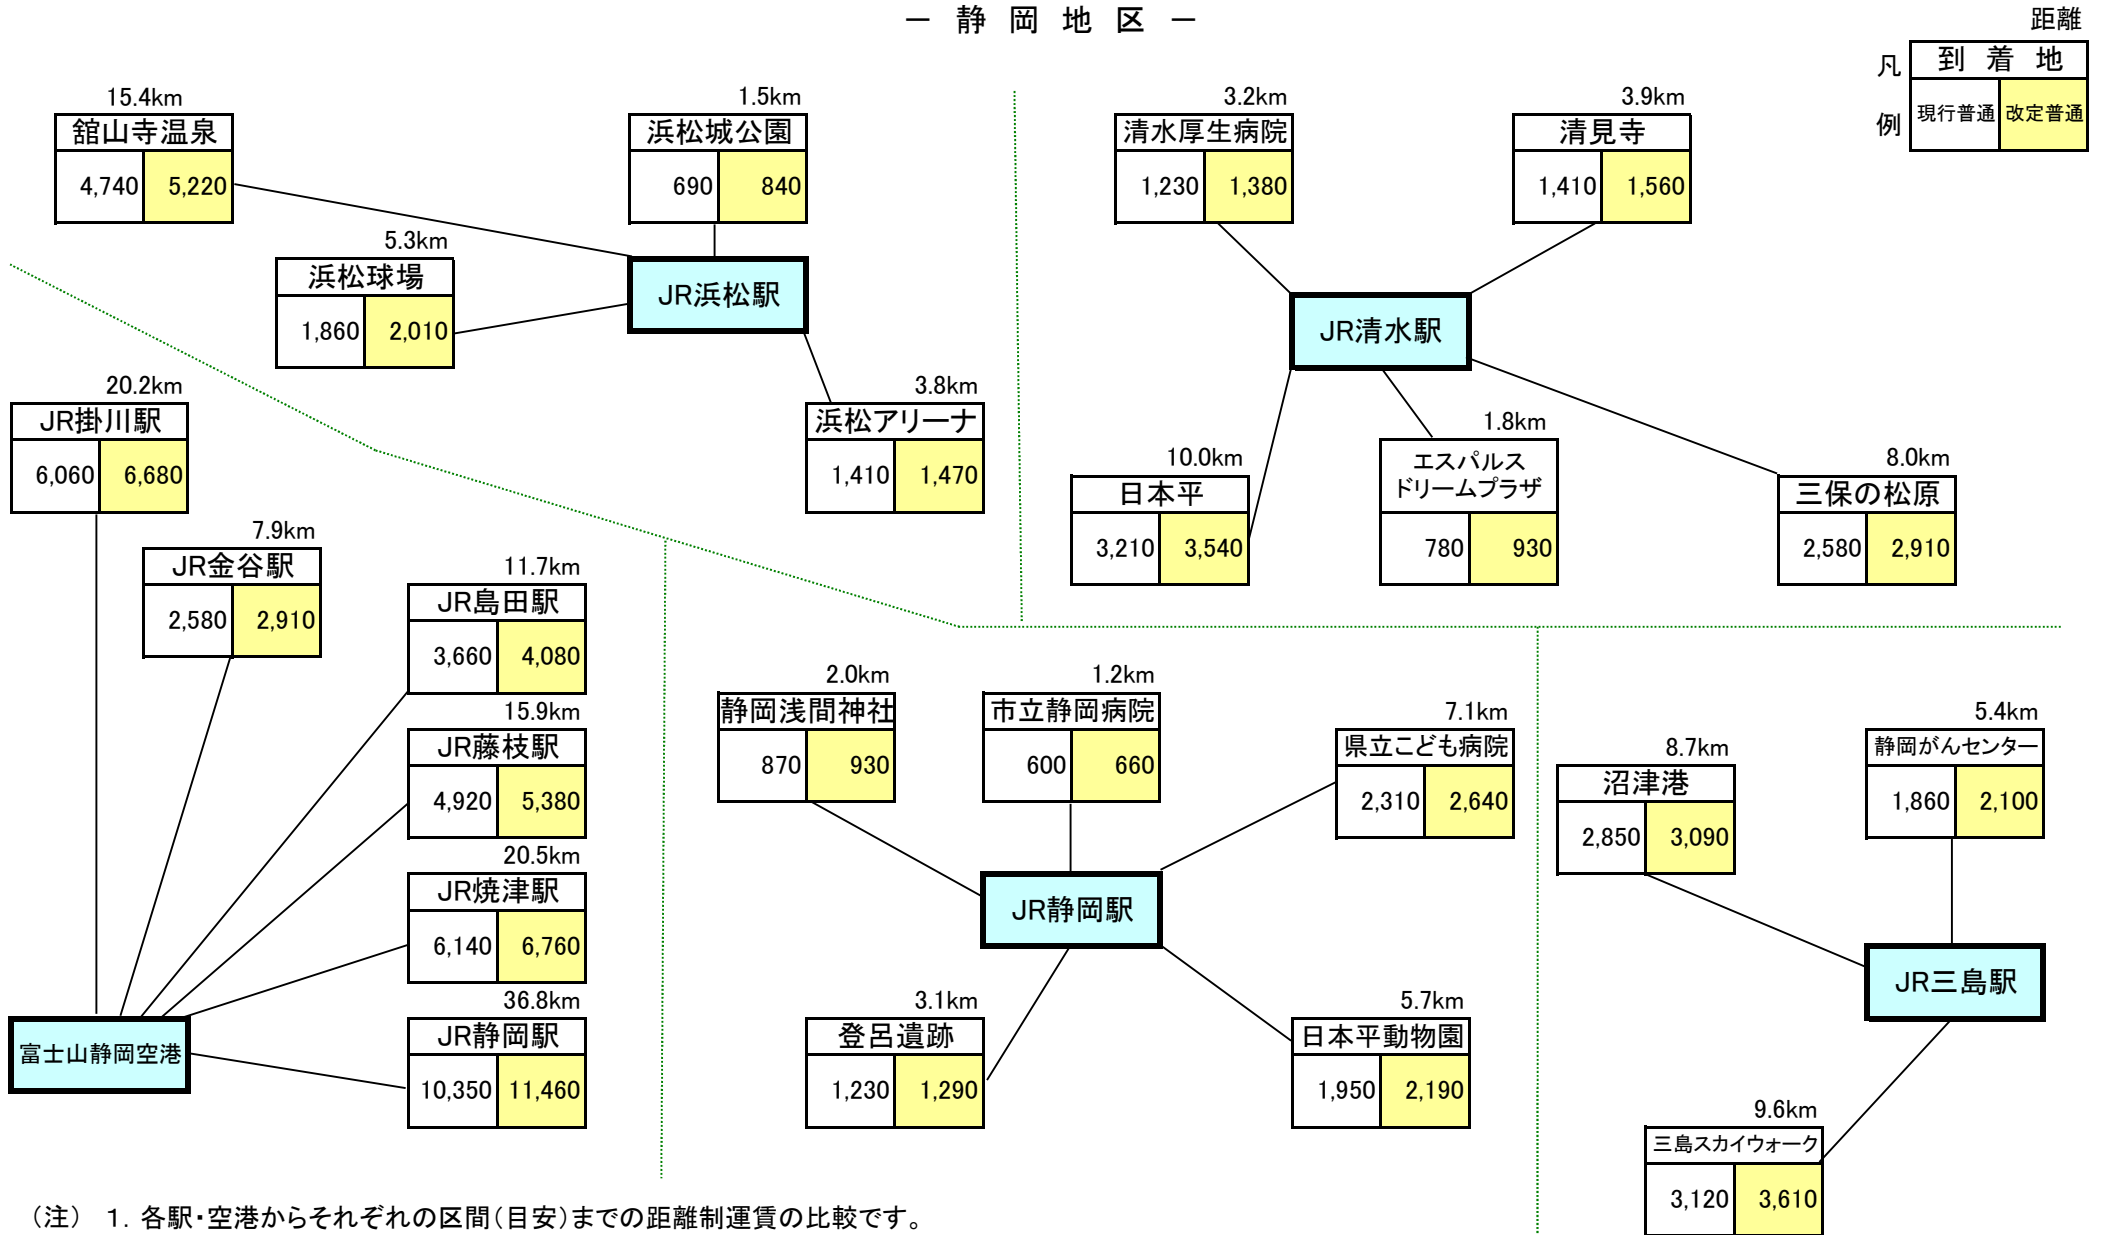 － 静 岡 地 区 －
距離
凡
例
到 着 地
現行普通 改定普通
15.4km
舘山寺温泉
4,740 5,220
1.5km
浜松城公園
690 840
5.3km
浜松球場
1,860 2,010
JR浜松駅
3.8km
浜松アリーナ
1,410 1,470
3.2km
清水厚生病院
1,230 1,380
3.9km
清見寺
1,410 1,560
JR清水駅
10.0km
日本平
3,210 3,540
1.8km
エスパルス
ドリームプラザ
780 930
8.0km
三保の松原
2,580 2,910
20.2km
JR掛川駅
6,060 6,680
7.9km
JR金谷駅
2,580 2,910
11.7km
JR島田駅
3,660 4,080
15.9km
JR藤枝駅
4,920 5,380
20.5km
JR焼津駅
6,140 6,760
36.8km
JR静岡駅
10,350 11,460
富士山静岡空港
2.0km
静岡浅間神社
870 930
1.2km
市立静岡病院
600 660
7.1km
県立こども病院
2,310 2,640
JR静岡駅
3.1km
登呂遺跡
1,230 1,290
5.7km
日本平動物園
1,950 2,190
8.7km
沼津港
2,850 3,090
5.4km
静岡がんセンター
1,860 2,100
JR三島駅
9.6km
三島スカイウォーク
3,120 3,610
（注） １．各駅・空港からそれぞれの区間（目安）までの距離制運賃の比較です。